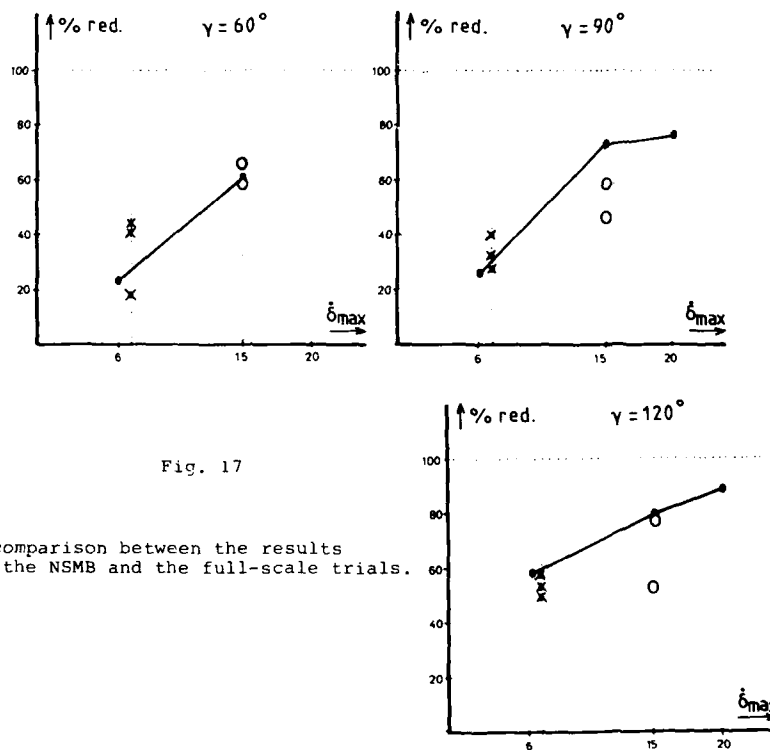 % red. γ = 60°
100
80
60
40
20
δ̇max
6 15 20
% red. γ = 90°
100
80
60
40
20
δ̇max
6 15 20
Fig. 17
comparison between the results
the NSMB and the full-scale trials.
% red. γ = 120°
100
80
60
40
20
δ̇max
6 15 20